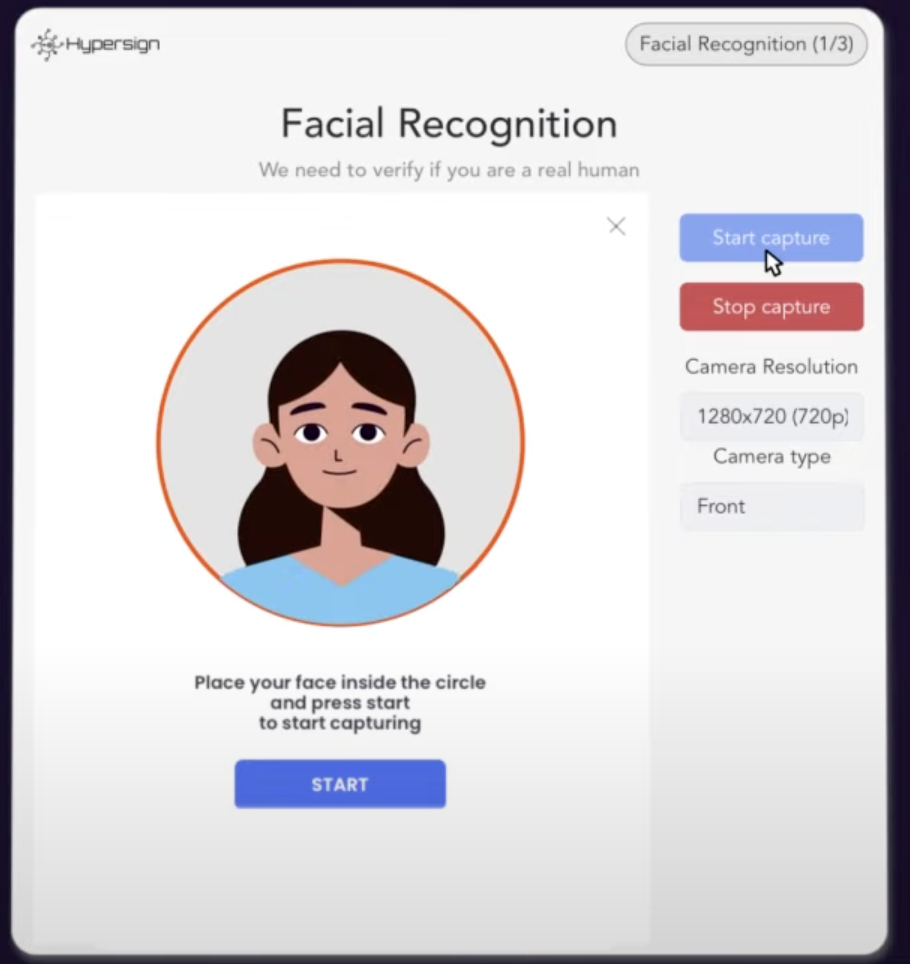 Hypersign
Facial Recognition (1/3)
Facial Recognition
We need to verify if you are a real human
Start capture
Stop capture
Camera Resolution
1280x720 (720p)
Camera type
Front
Place your face inside the circle
and press start
to start capturing
START